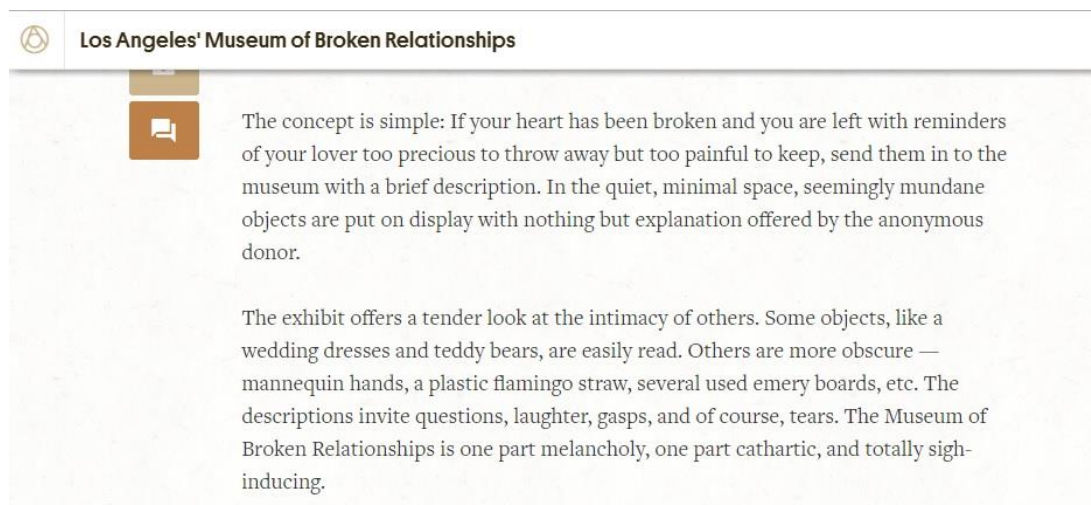 Los Angeles' Museum of Broken Relationships
The concept is simple: If your heart has been broken and you are left with reminders
of your lover too precious to throw away but too painful to keep, send them in to the
museum with a brief description. In the quiet, minimal space, seemingly mundane
objects are put on display with nothing but explanation offered by the anonymous
donor.
The exhibit offers a tender look at the intimacy of others. Some objects, like a
wedding dresses and teddy bears, are easily read. Others are more obscure —
mannequin hands, a plastic flamingo straw, several used emery boards, etc. The
descriptions invite questions, laughter, gasps, and of course, tears. The Museum of
Broken Relationships is one part melancholy, one part cathartic, and totally sigh-
inducing.